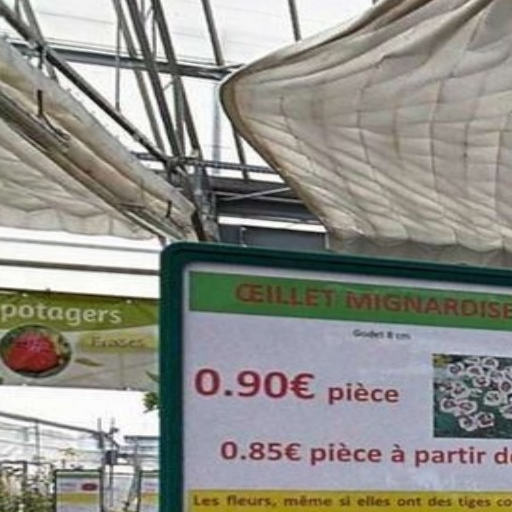 potagers
Fraises
ŒILLET MIGNARDISE
Godet 8 cm
0.90€ pièce
0.85€ pièce à partir de
Les fleurs, même si elles ont des tiges co